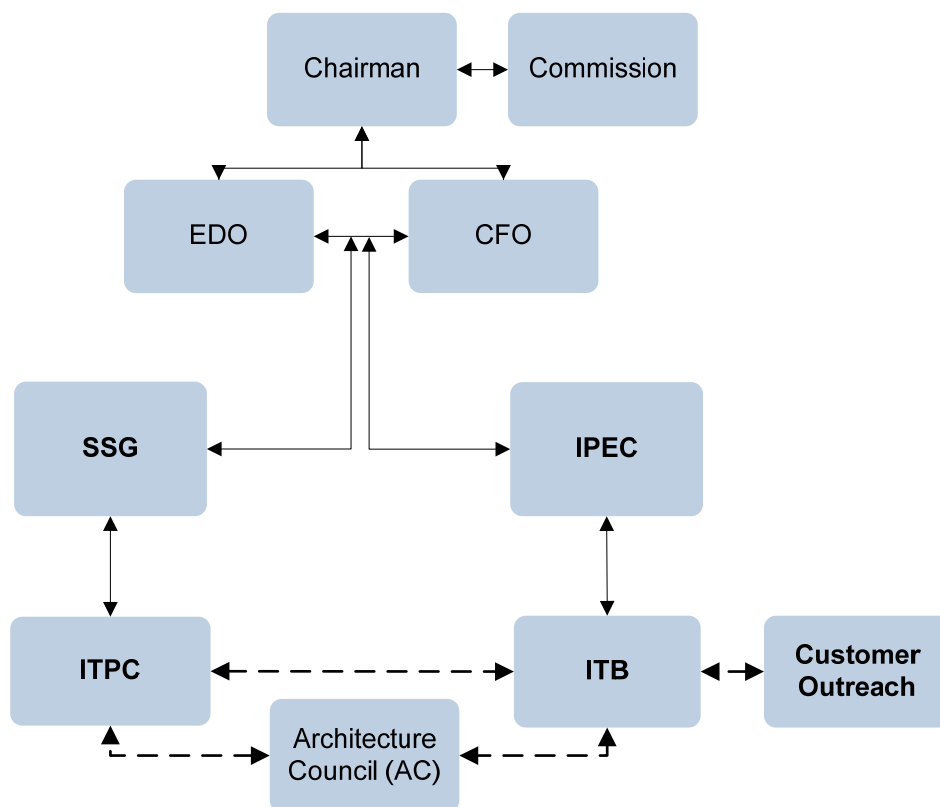 Chairman
Commission
EDO
CFO
SSG
IPEC
ITPC
ITB
Customer
Outreach
Architecture
Council (AC)